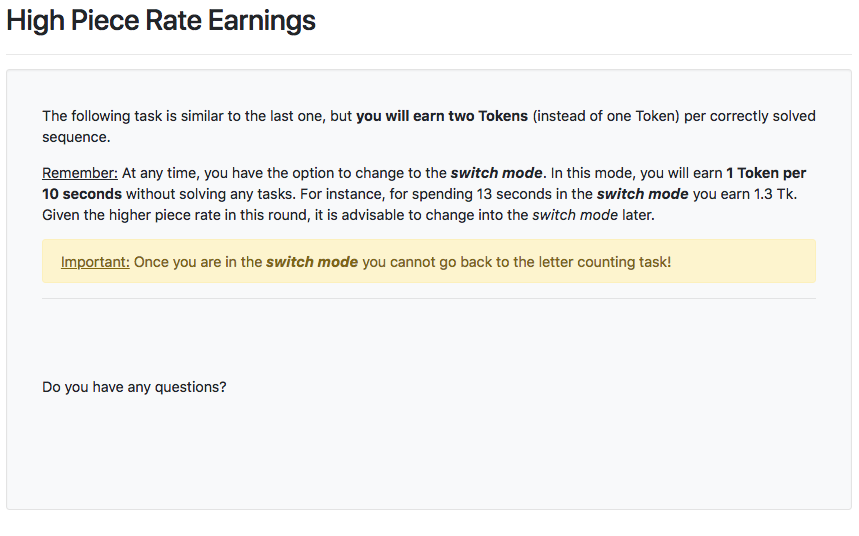 High Piece Rate Earnings
The following task is similar to the last one, but you will earn two Tokens (instead of one Token) per correctly solved
sequence.
Remember: At any time, you have the option to change to the switch mode. In this mode, you will earn 1 Token per
10 seconds without solving any tasks. For instance, for spending 13 seconds in the switch mode you earn 1.3 Tk.
Given the higher piece rate in this round, it is advisable to change into the switch mode later.
Important: Once you are in the switch mode you cannot go back to the letter counting task!
Do you have any questions?